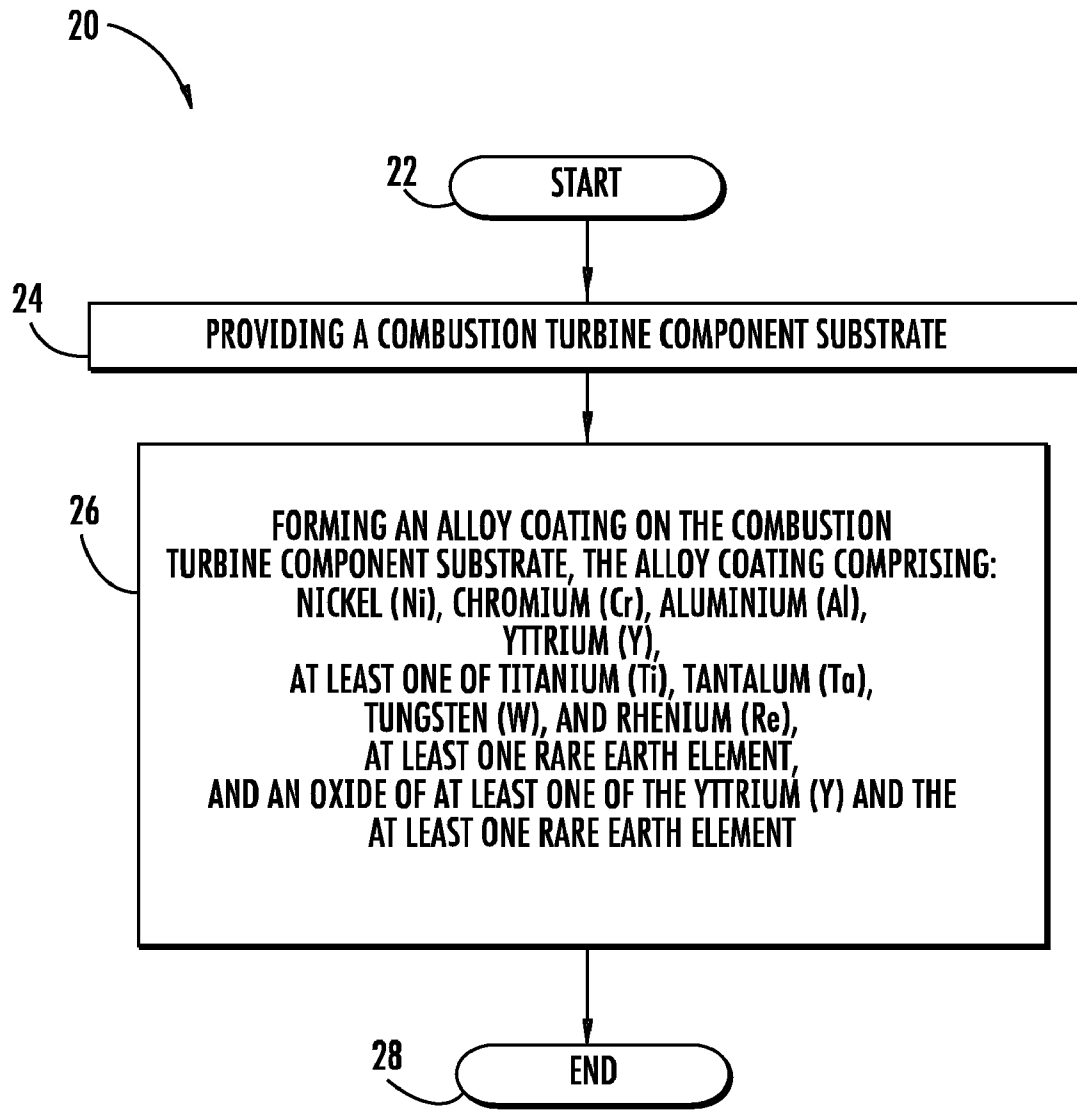 20
22
START
24
PROVIDING A COMBUSTION TURBINE COMPONENT SUBSTRATE
26
FORMING AN ALLOY COATING ON THE COMBUSTION
TURBINE COMPONENT SUBSTRATE, THE ALLOY COATING COMPRISING:
NICKEL (Ni), CHROMIUM (Cr), ALUMINIUM (Al),
YTTRIUM (Y),
AT LEAST ONE OF TITANIUM (Ti), TANTALUM (Ta),
TUNGSTEN (W), AND RHENIUM (Re),
AT LEAST ONE RARE EARTH ELEMENT,
AND AN OXIDE OF AT LEAST ONE OF THE YTTRIUM (Y) AND THE
AT LEAST ONE RARE EARTH ELEMENT
28
END